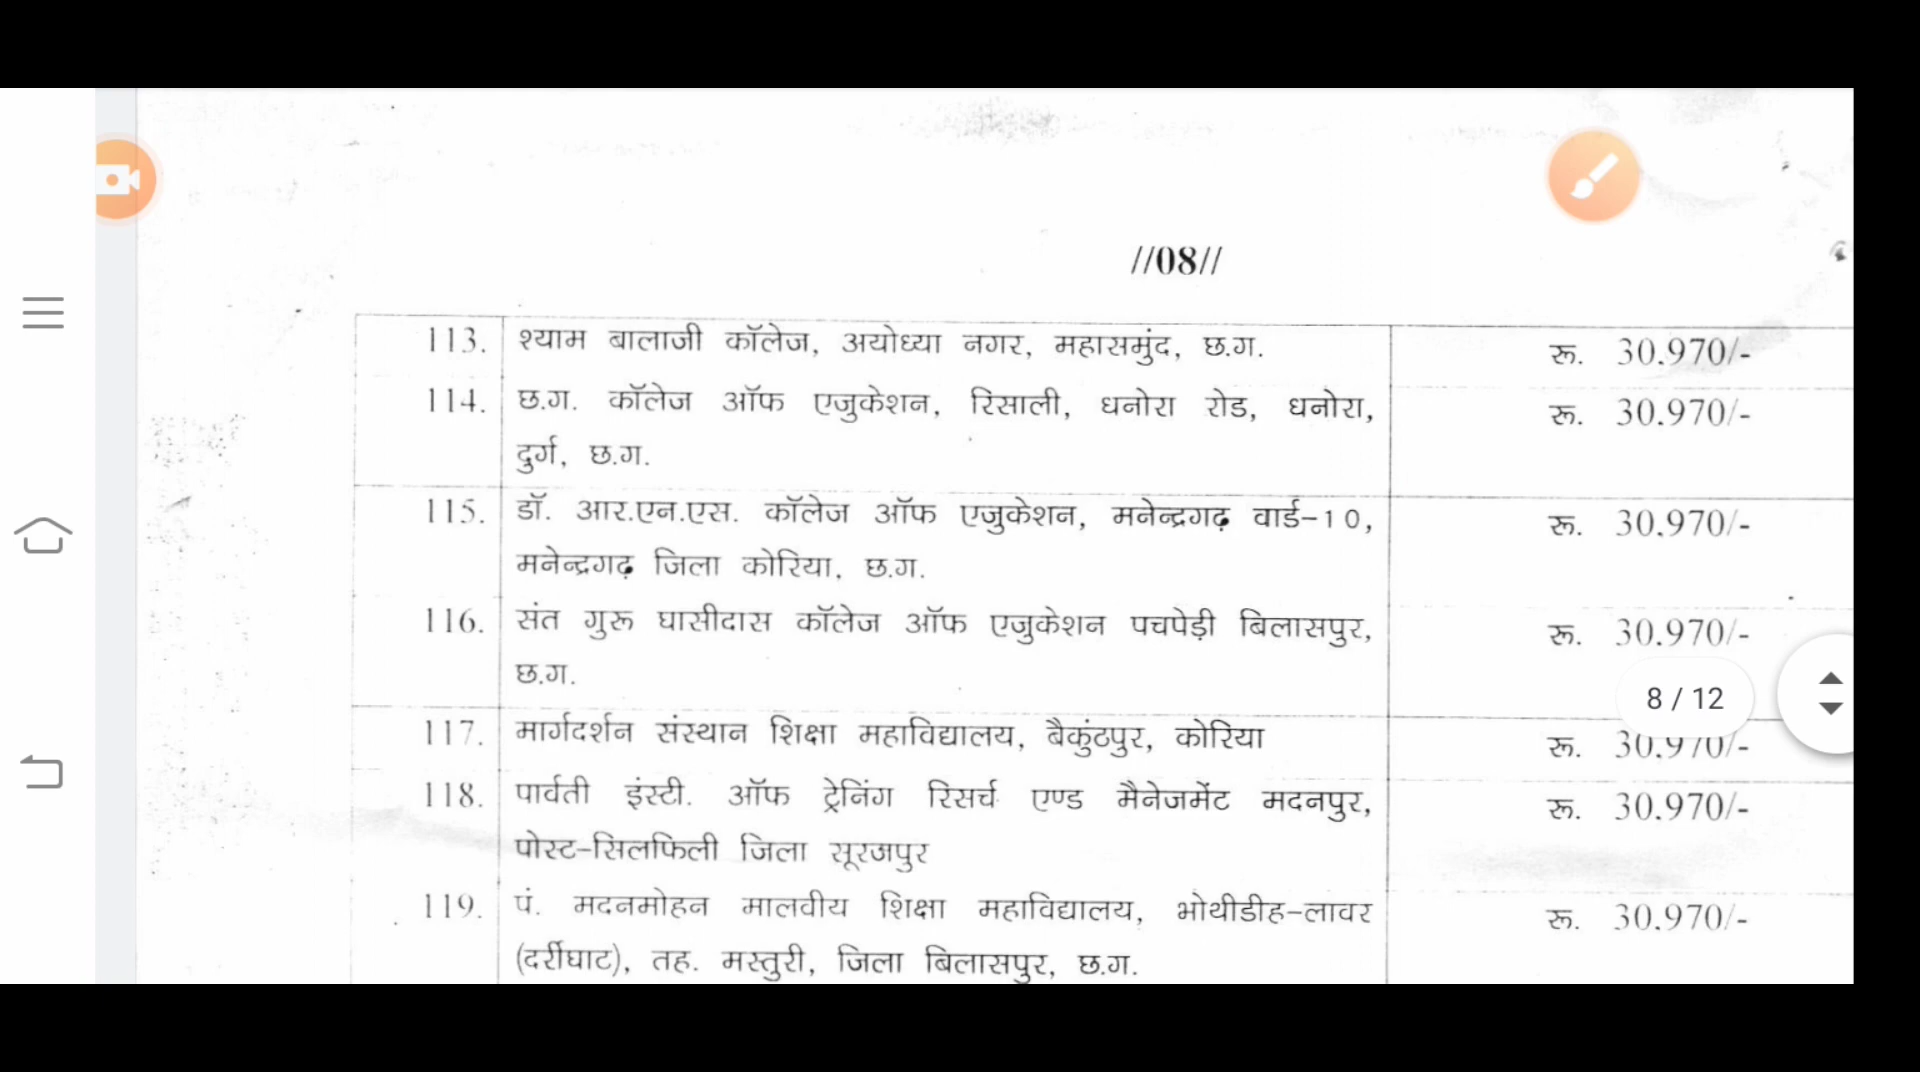 //08//
113. श्याम बालाजी कॉलेज, अयोध्या नगर, महासमुंद, छ.ग. रू. 30.970/-
114. छ.ग. कॉलेज ऑफ एजुकेशन, रिसाली, धनोरा रोड, धनोरा, रू. 30.970/-
दुर्ग, छ.ग.
115. डॉ. आर.एन.एस. कॉलेज ऑफ एजुकेशन, मनेन्द्रगढ़ वार्ड-10, रू. 30.970/-
मनेन्द्रगढ़ जिला कोरिया, छ.ग.
116. संत गुरू घासीदास कॉलेज ऑफ एजुकेशन पचपेड़ी बिलासपुर, रू. 30.970/-
छ.ग.
8 / 12
117. मार्गदर्शन संस्थान शिक्षा महाविद्यालय, बैकुंठपुर, कोरिया रू. 30.970/-
118. पार्वती इंस्टी. ऑफ ट्रेनिंग रिसर्च एण्ड मैनेजमेंट मदनपुर, रू. 30.970/-
पोस्ट-सिलफिली जिला सूरजपुर
119. पं. मदनमोहन मालवीय शिक्षा महाविद्यालय, भोथीडीह-लावर रू. 30.970/-
(दर्रीघाट), तह. मस्तुरी, जिला बिलासपुर, छ.ग.